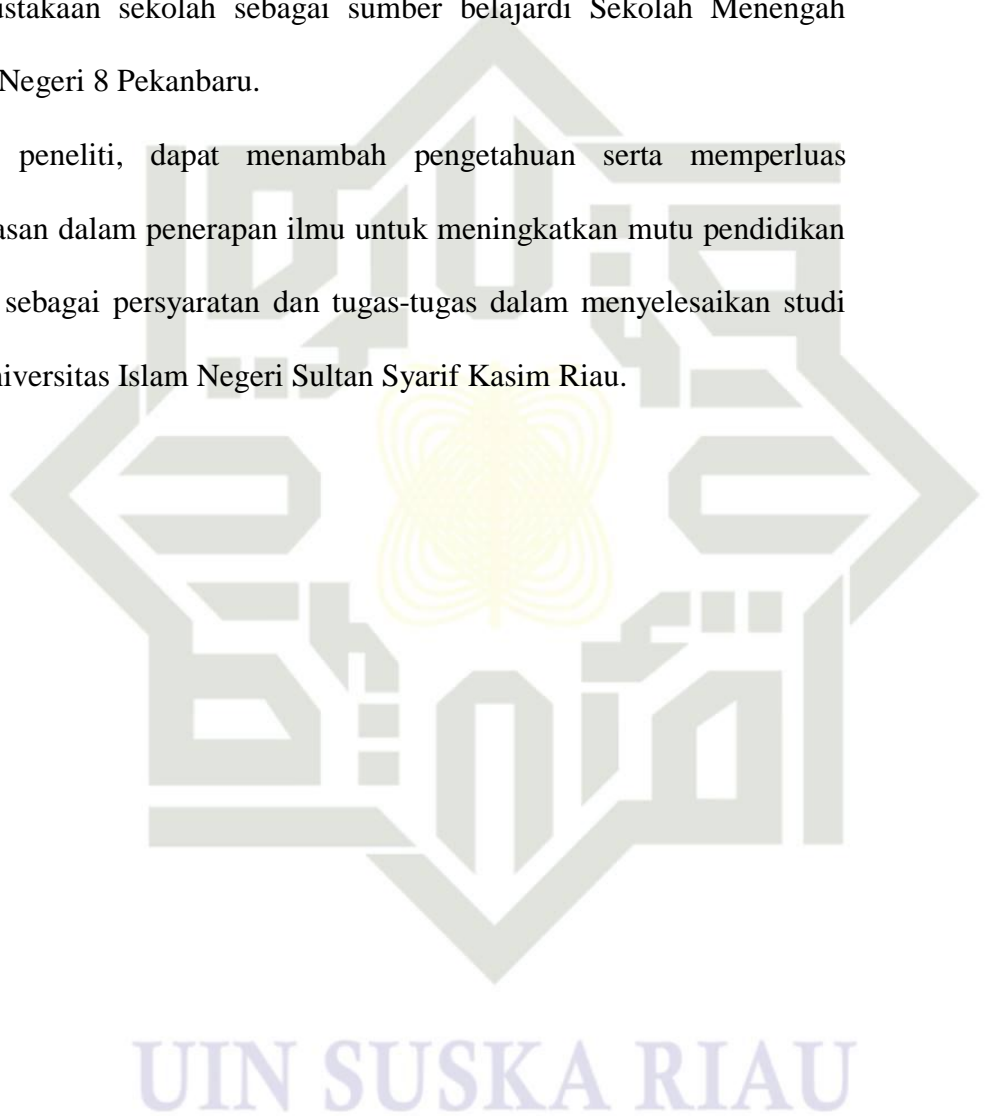 ustakaan sekolah sebagai sumber belajardi Sekolah Menengah
Negeri 8 Pekanbaru.
peneliti, dapat menambah pengetahuan serta memperluas
asan dalam penerapan ilmu untuk meningkatkan mutu pendidikan
sebagai persyaratan dan tugas-tugas dalam menyelesaikan studi
niversitas Islam Negeri Sultan Syarif Kasim Riau.
UIN SUSKA RIAU